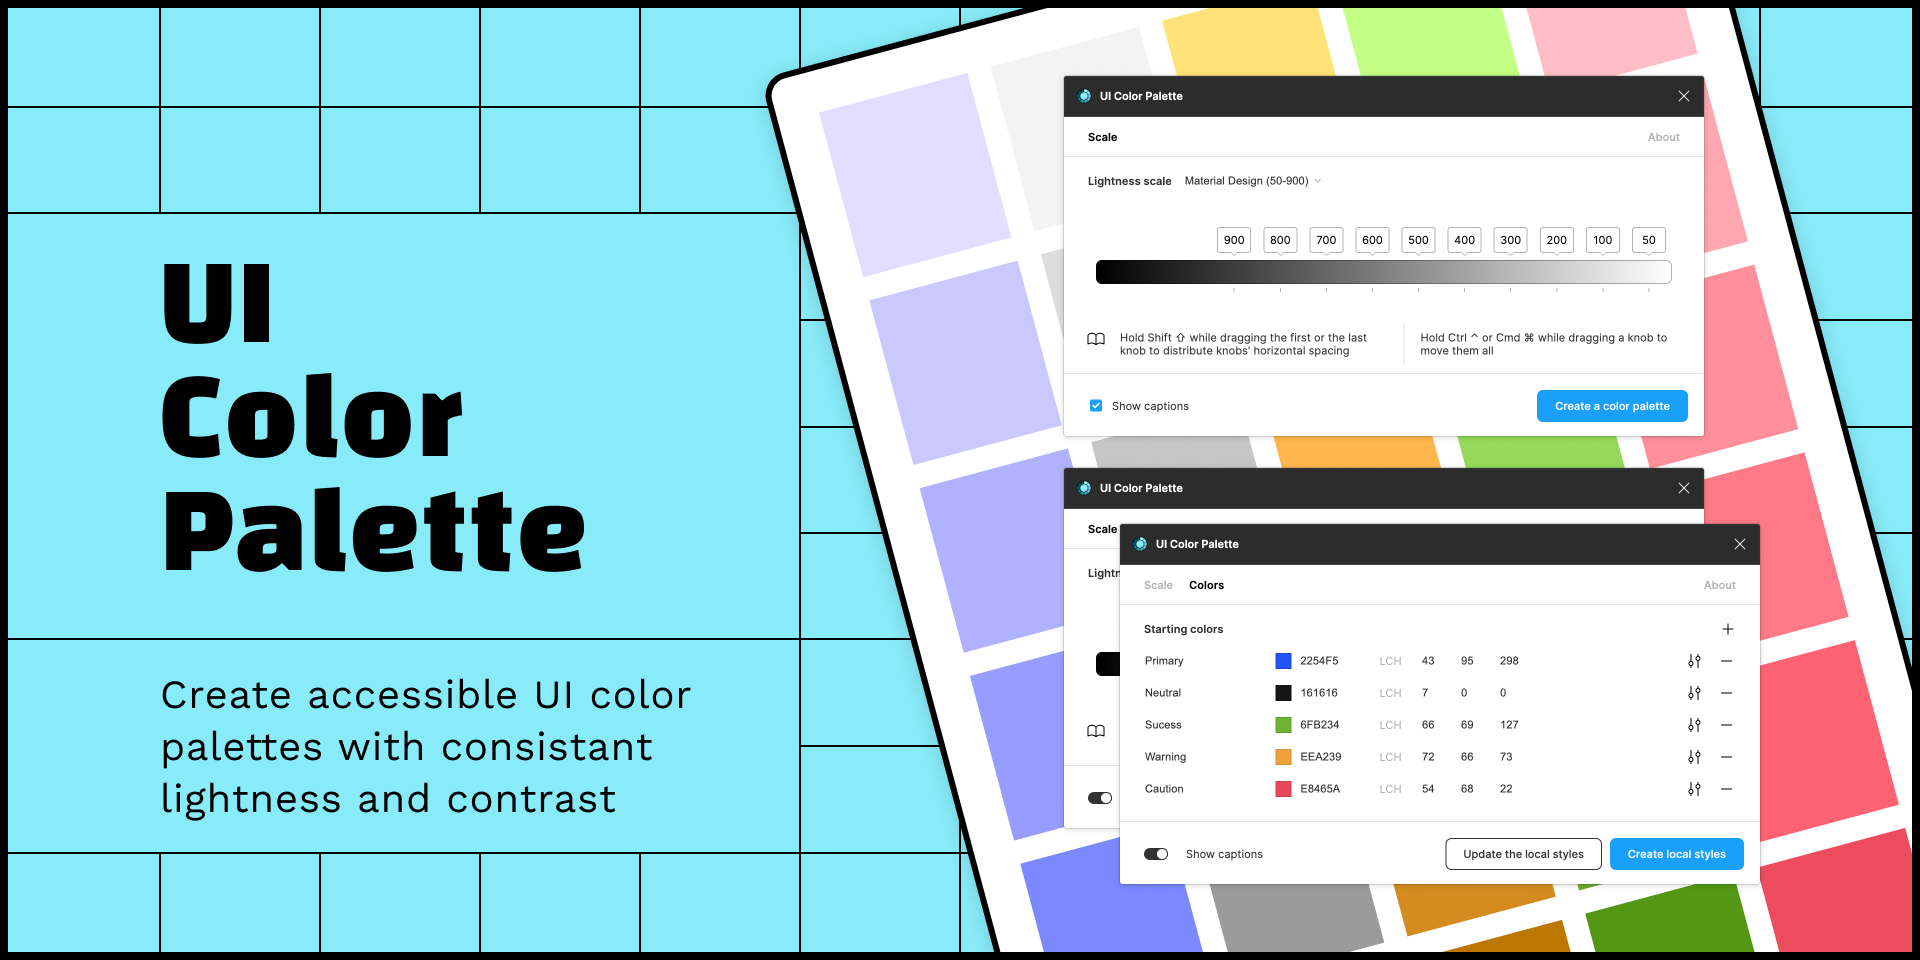 UI
Color
Palette
Create accessible UI color
palettes with consistant
lightness and contrast
UI Color Palette
Scale
About
Lightness scale Material Design (50-900)
900 800 700 600 500 400 300 200 100 50
Hold Shift ⇧ while dragging the first or the last
knob to distribute knobs' horizontal spacing
Hold Ctrl ⌃ or Cmd ⌘ while dragging a knob to
move them all
Show captions
Create a color palette
UI Color Palette
Scale
Lightn
UI Color Palette
Scale Colors
About
Starting colors
Primary 2254F5 LCH 43 95 298
Neutral 161616 LCH 7 0 0
Sucess 6FB234 LCH 66 69 127
Warning EEA239 LCH 72 66 73
Caution E8465A LCH 54 68 22
Show captions
Update the local styles
Create local styles